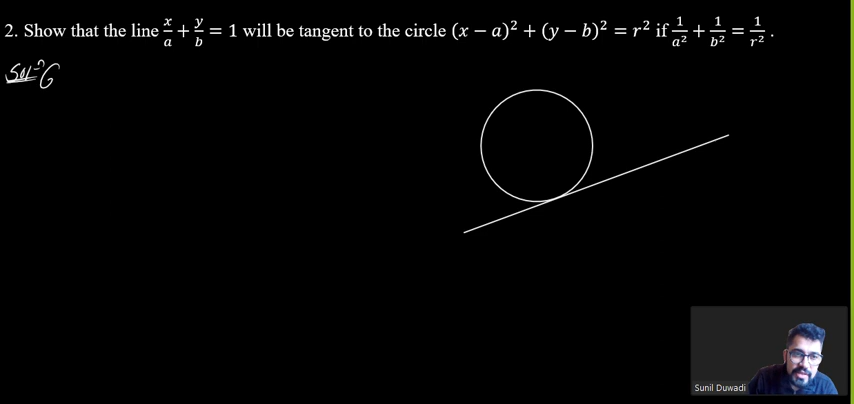 2. Show that the line x/a + y/b = 1 will be tangent to the circle (x − a)² + (y − b)² = r² if 1/a² + 1/b² = 1/r² .
Solⁿ: G
Sunil Duwadi